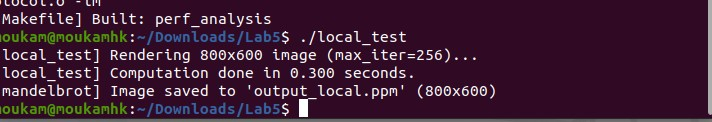 otocol.o -lm
Makefile] Built: perf_analysis
moukam@moukamhk:~/Downloads/Lab5$ ./local_test
local_test] Rendering 800x600 image (max_iter=256)...
local_test] Computation done in 0.300 seconds.
mandelbrot] Image saved to 'output_local.ppm' (800x600)
moukam@moukamhk:~/Downloads/Lab5$